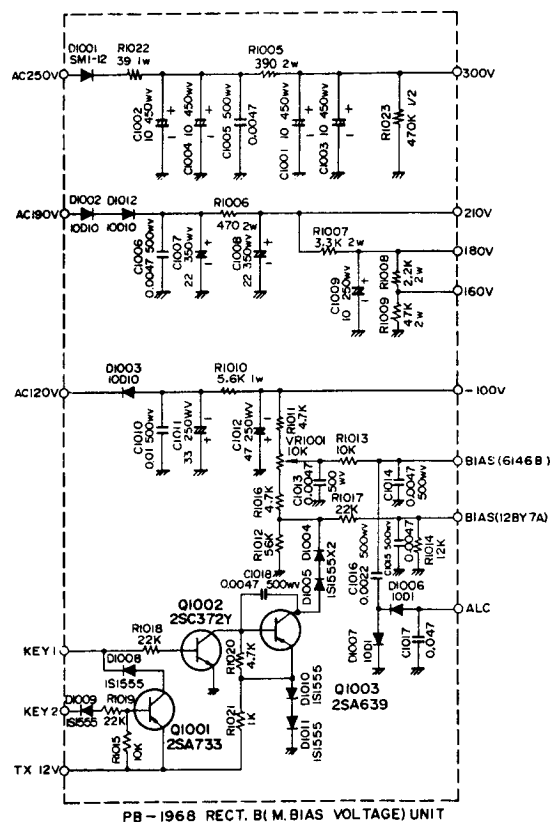 D1001
SM1-12
R1022
39 1w
R1005
390 2w
AC250V
300V
C1002
10 450wv
C1004
10 450wv
C1005 500wv
0.0047
C1001
10 450wv
C1003
10 450wv
R1023
470K 1/2
D1002
10D10
D1012
10D10
AC190V
R1006
470 2w
210V
R1007
3.3K 2w
180V
C1006
0.0047 500wv
C1007
22 350wv
C1008
22 350wv
C1009
10 250wv
R1008
2.2K
2w
160V
R1009
47K
2w
D1003
10D10
R1010
5.6K 1w
AC120V
-100V
C1010
0.01 500wv
C1011
33 250WV
C1012
47 250WV
R1011
4.7K
VR1001
10K
R1013
10K
BIAS(6146B)
C1013
0.0047
500
wv
C1014
0.0047
500wv
R1016
4.7K
R1017
22K
BIAS(12BY7A)
R1012
56K
D1004
D1005
1S1555X2
C1016
0.0022 500wv
C1015 500wv
0.0047
R1014
12K
C1018
0.0047 500wv
D1006
10D1
ALC
Q1002
2SC372Y
D1007
10D1
C1017
0.047
R1018
22K
KEY1
D1008
1S1555
R1020
4.7K
Q1003
2SA639
D1009
1S1555
R1019
22K
KEY2
Q1001
2SA733
D1010
1S1555
R1015
10K
R1021
1K
D1011
1S1555
TX 12V
PB-1968 RECT. B(M.BIAS VOLTAGE) UNIT